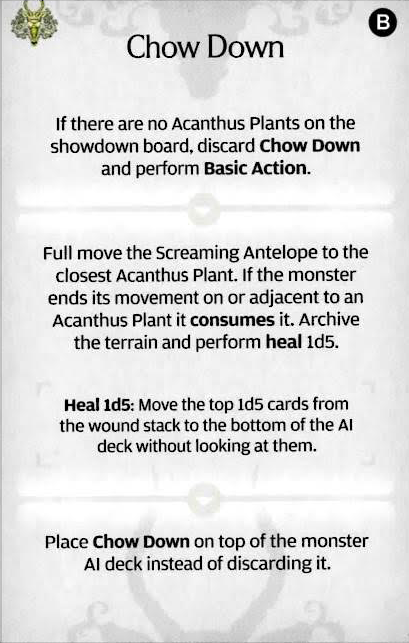 B
Chow Down
If there are no Acanthus Plants on the
showdown board, discard Chow Down
and perform Basic Action.
Full move the Screaming Antelope to the
closest Acanthus Plant. If the monster
ends its movement on or adjacent to an
Acanthus Plant it consumes it. Archive
the terrain and perform heal 1d5.
Heal 1d5: Move the top 1d5 cards from
the wound stack to the bottom of the AI
deck without looking at them.
Place Chow Down on top of the monster
AI deck instead of discarding it.